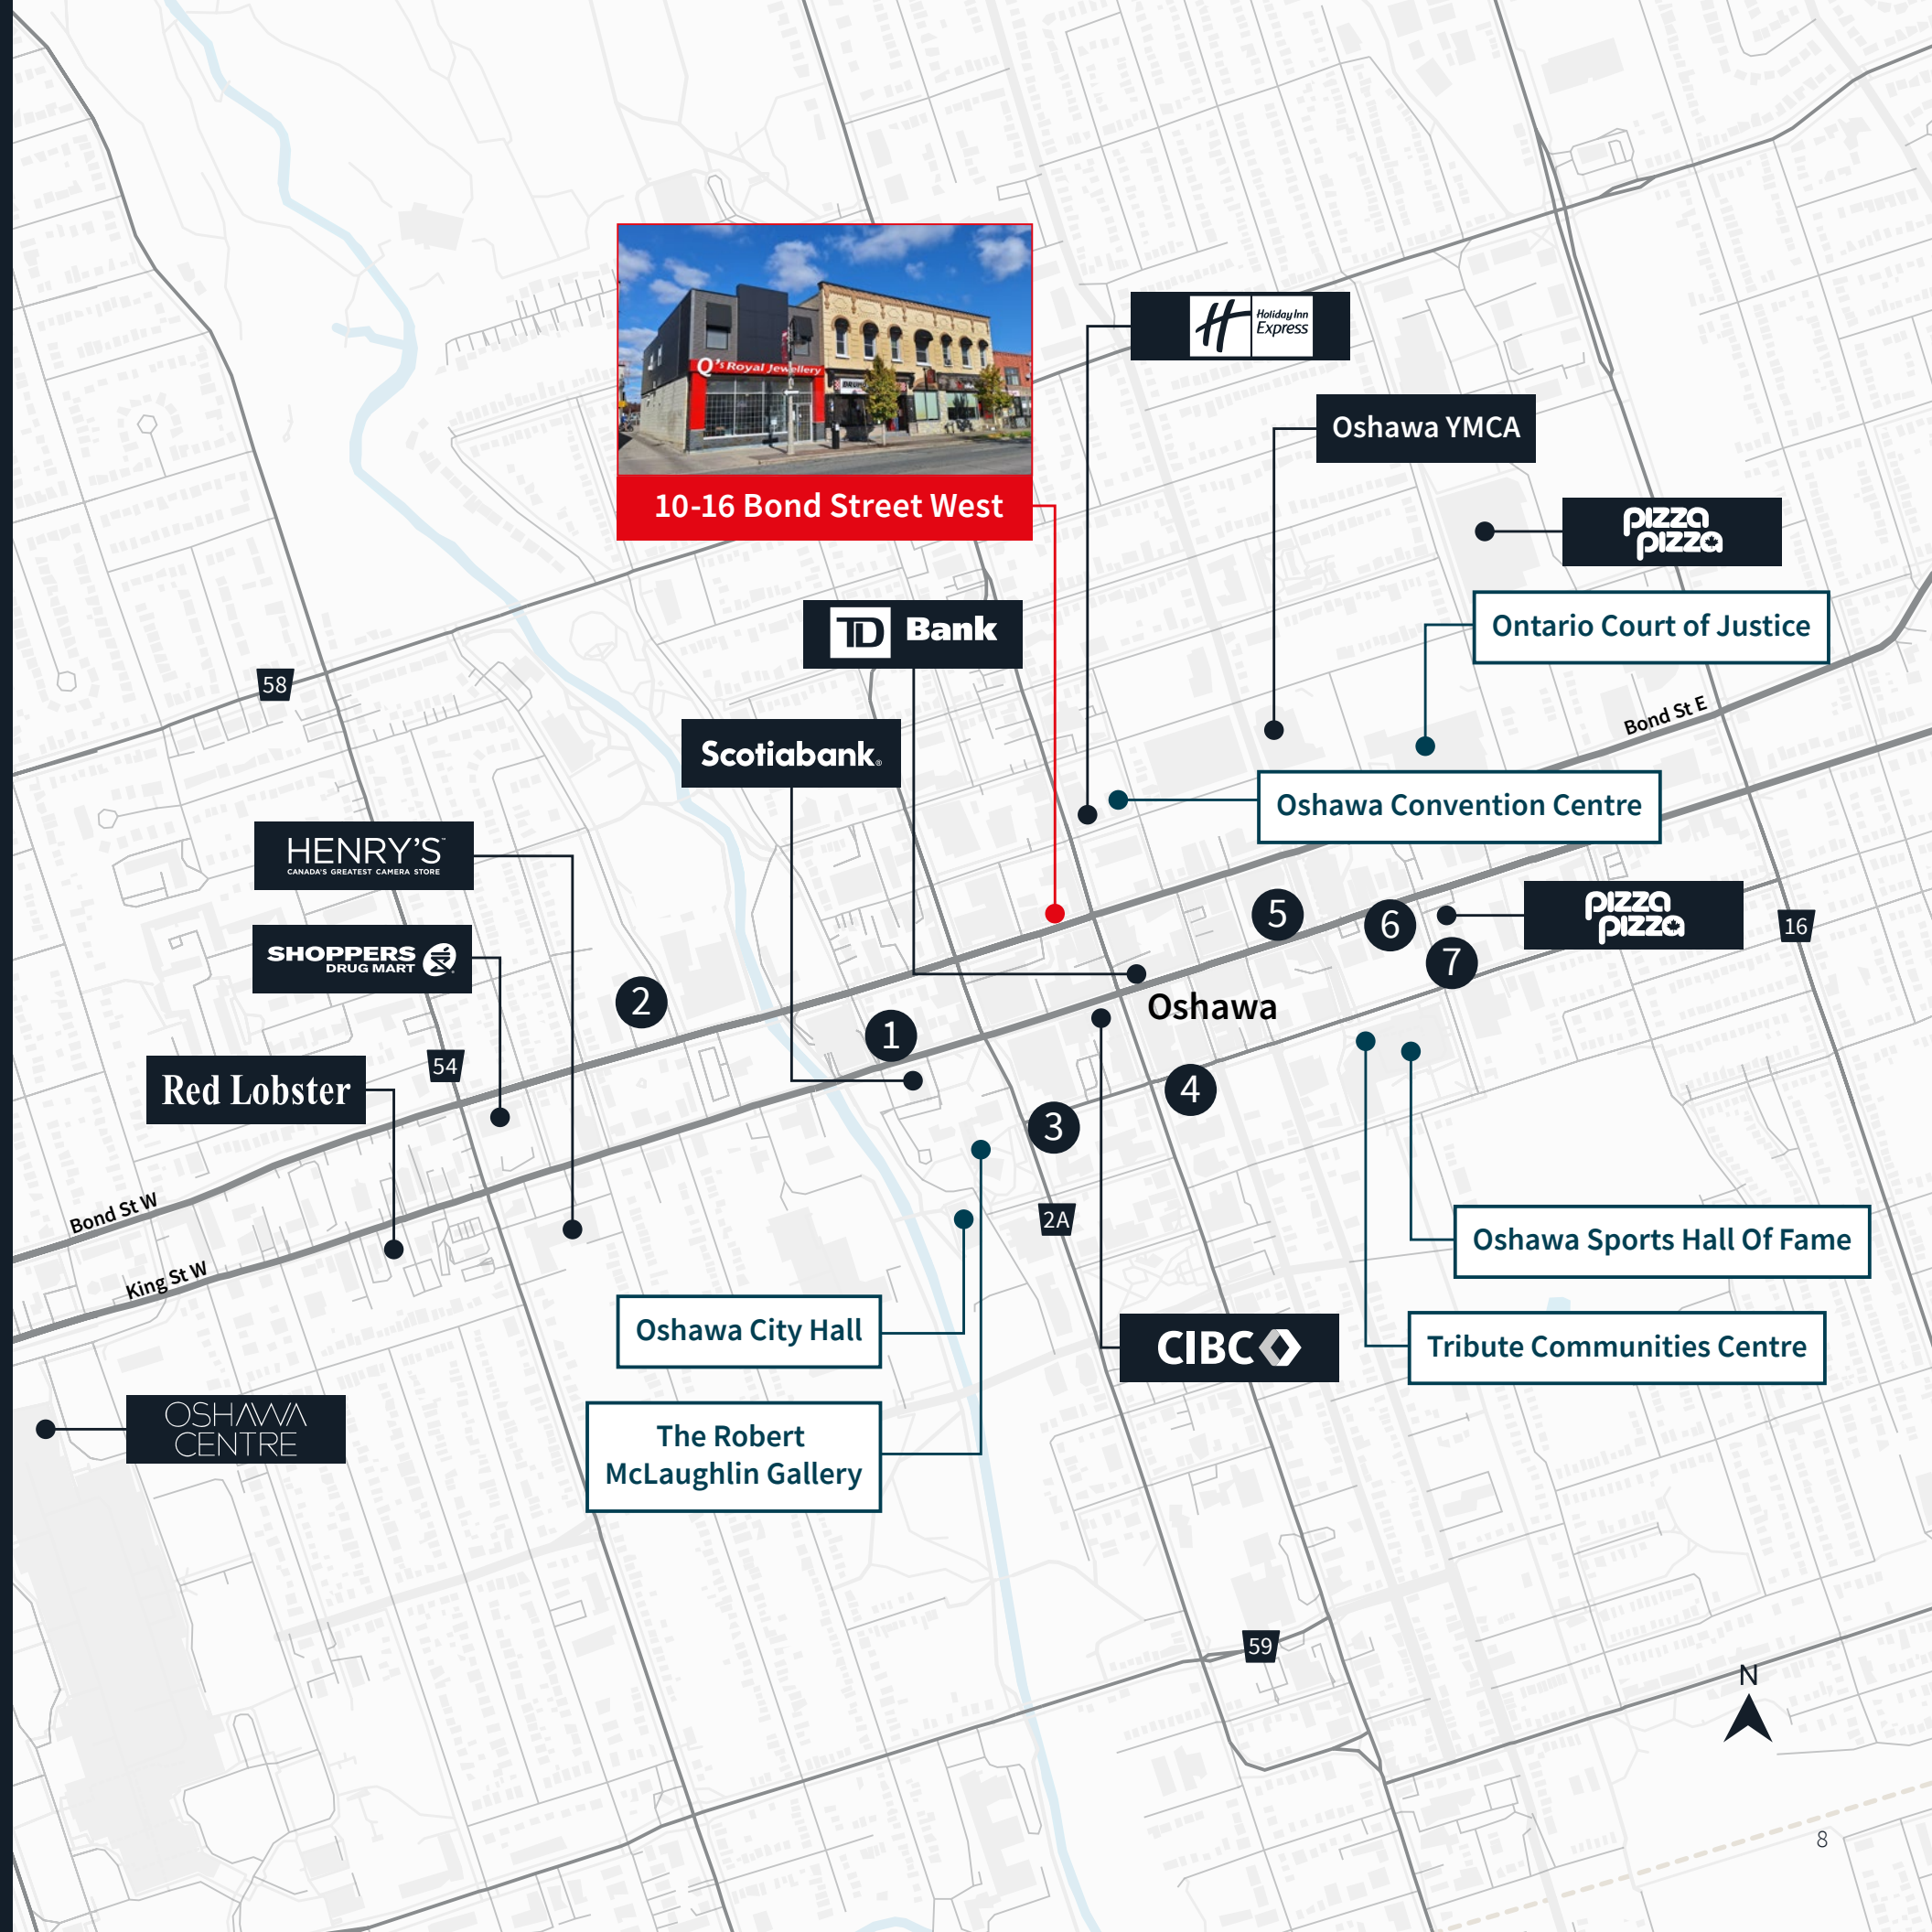 Q's Royal Jewellery
10-16 Bond Street West
Holiday Inn
Express
Oshawa YMCA
pizza
pizza
Ontario Court of Justice
TD Bank
58
Bond St E
Scotiabank®
Oshawa Convention Centre
HENRY'S™
CANADA'S GREATEST CAMERA STORE
pizza
pizza
5
6
16
SHOPPERS
DRUG MART
7
2
Oshawa
1
54
Red Lobster
4
3
Bond St W
2A
Oshawa Sports Hall Of Fame
King St W
Oshawa City Hall
CIBC
Tribute Communities Centre
OSHAWA
CENTRE
The Robert
McLaughlin Gallery
59
N
8